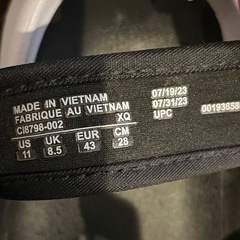 MADE IN VIETNAM
FABRIQUE AU VIETNAM
CI8798-002 XQ
US UK EUR CM
11 8.5 43 28
07/19/23
07/31/23
UPC 00193658